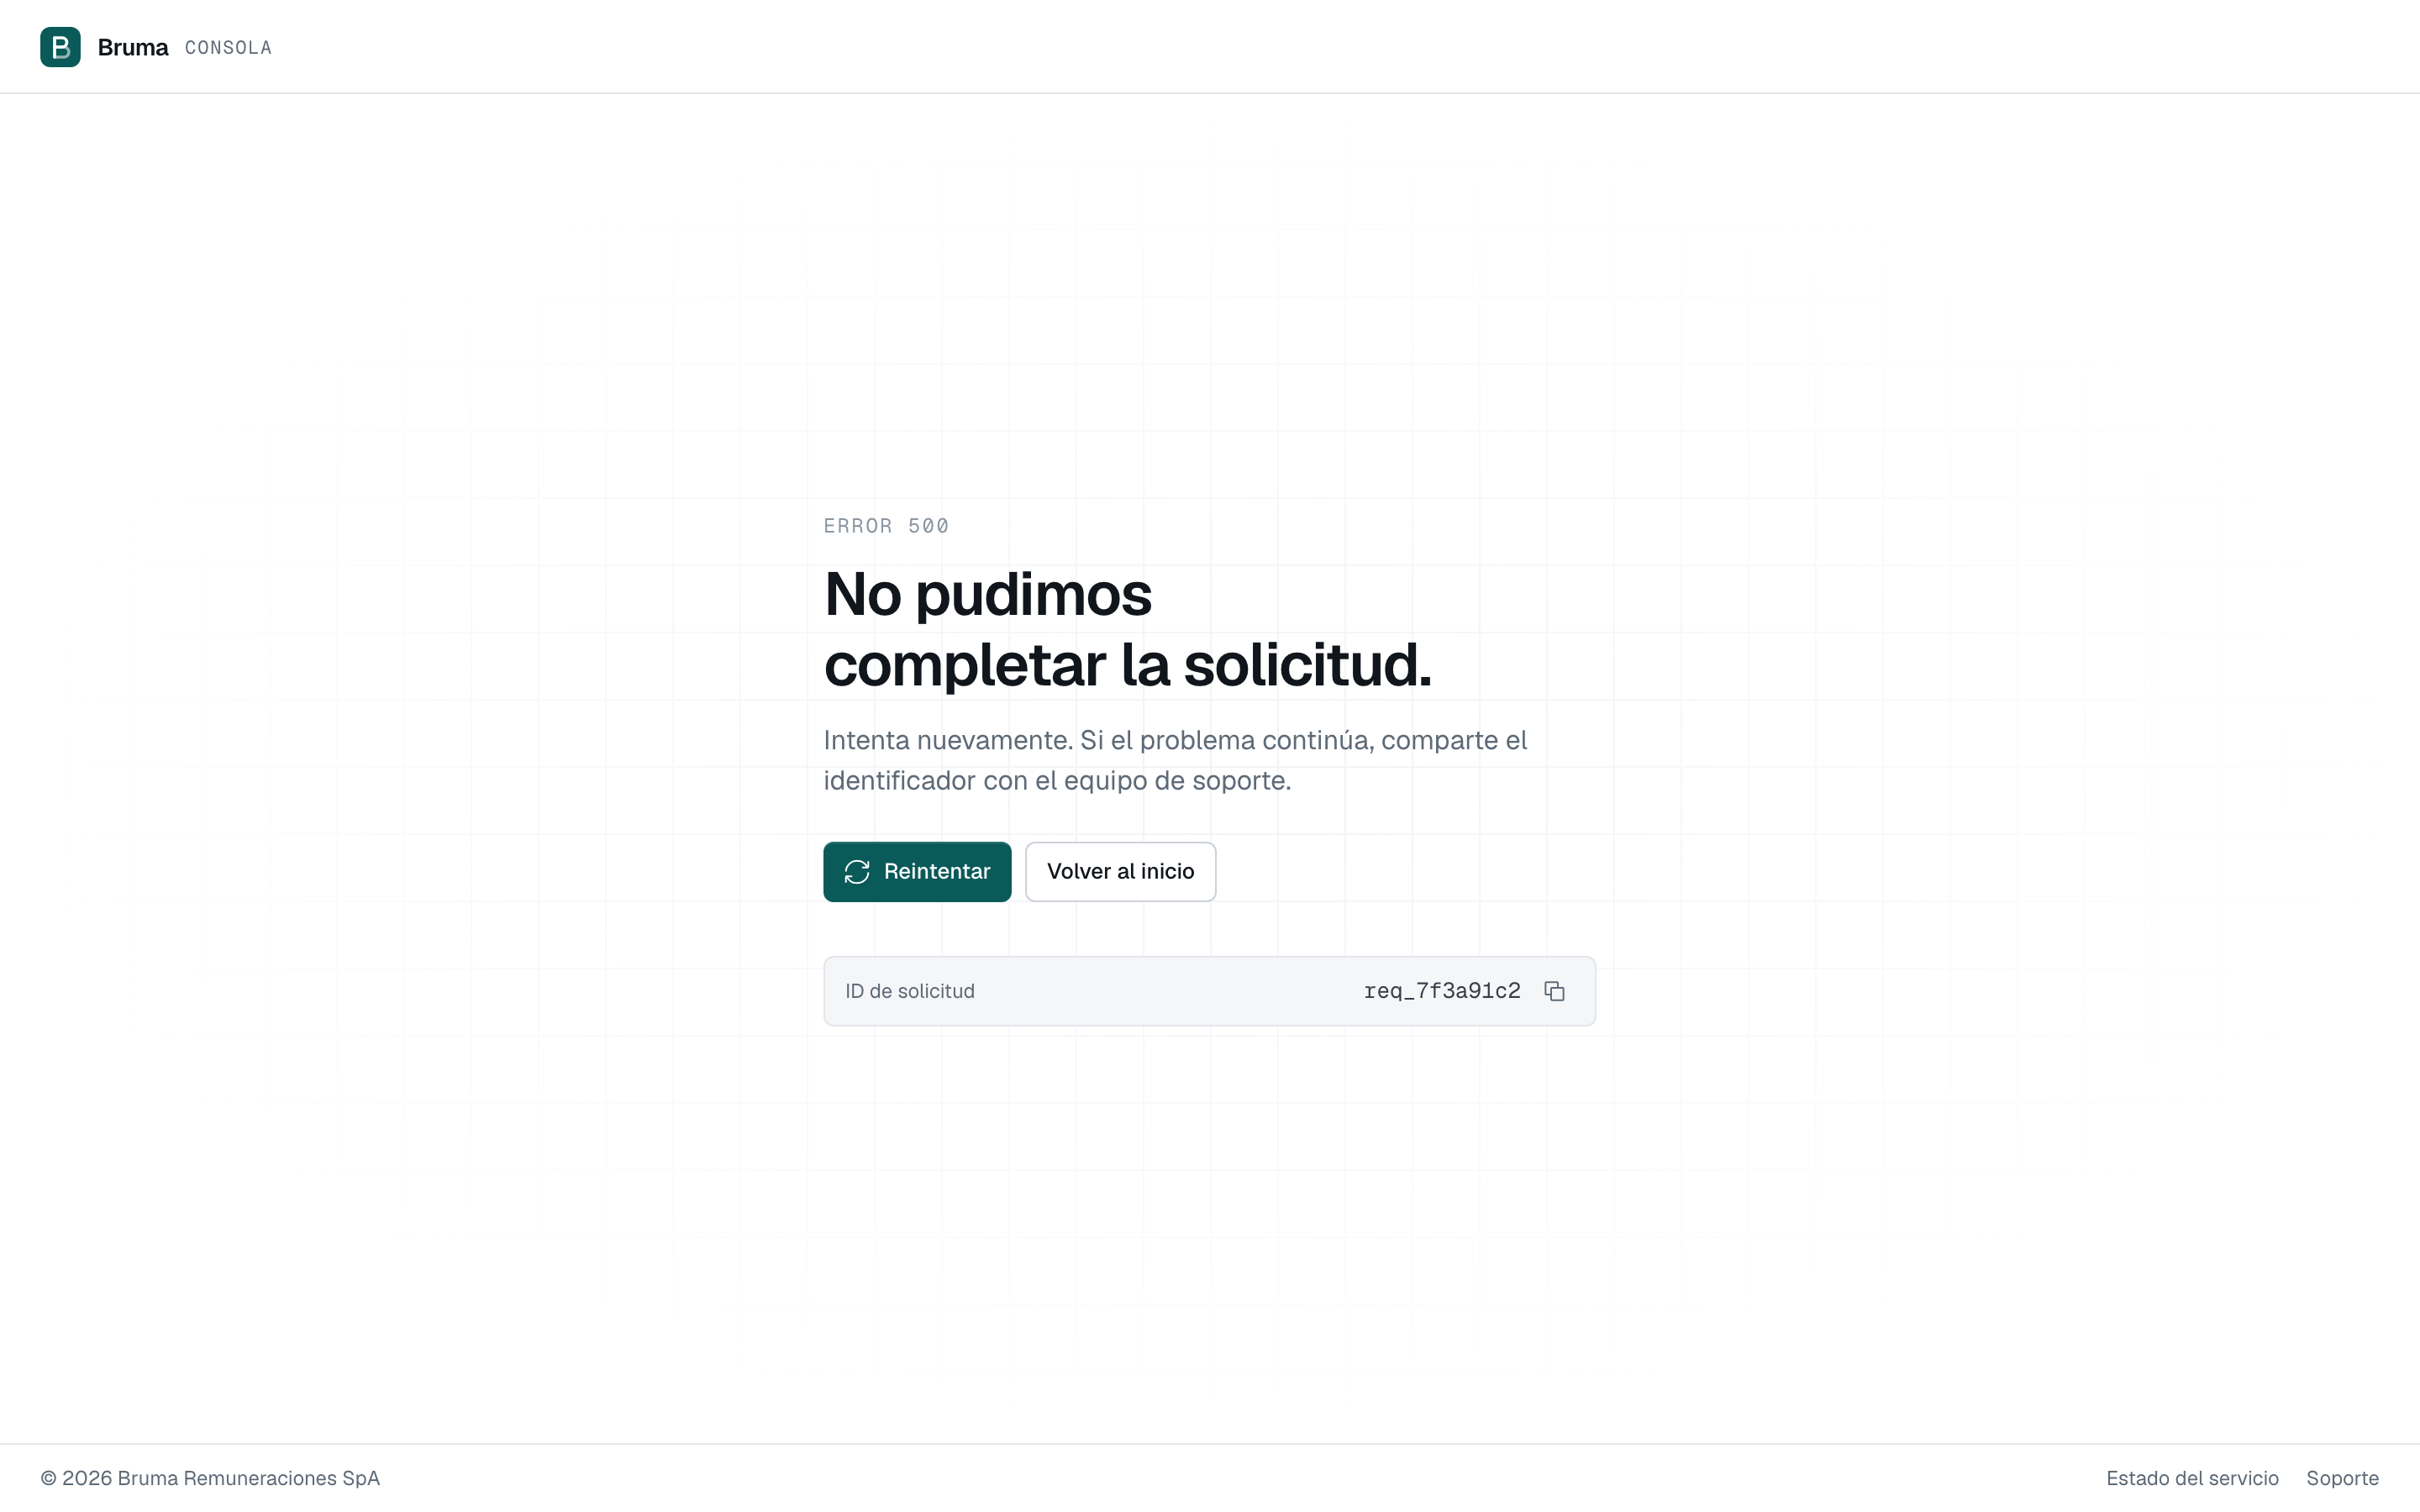 B Bruma CONSOLA
ERROR 500
No pudimos
completar la solicitud.
Intenta nuevamente. Si el problema continúa, comparte el
identificador con el equipo de soporte.
Reintentar Volver al inicio
ID de solicitud req_7f3a91c2
© 2026 Bruma Remuneraciones SpA Estado del servicio Soporte